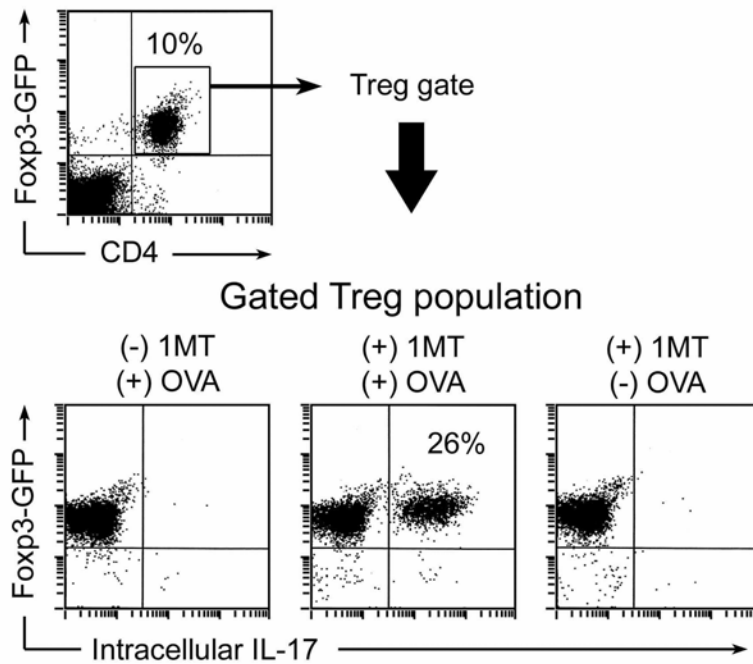 10%
Foxp3-GFP
Treg gate
CD4
Gated Treg population
(-) 1MT
(+) OVA
(+) 1MT
(+) OVA
(+) 1MT
(-) OVA
26%
Foxp3-GFP
Intracellular IL-17